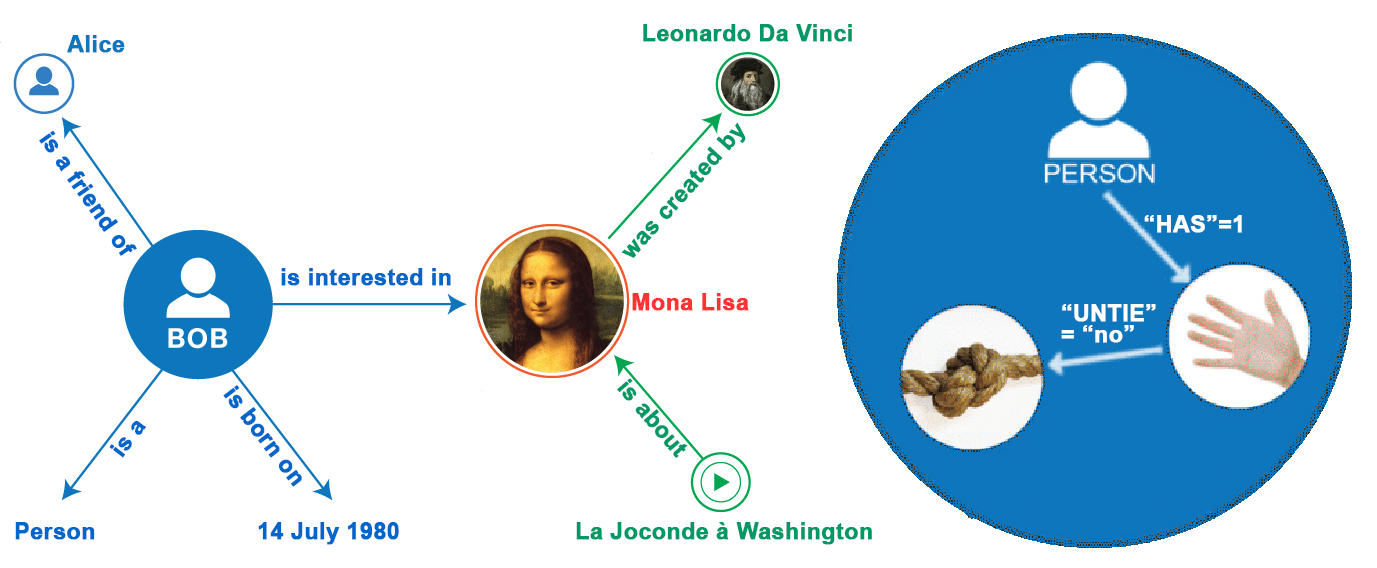 Alice
Leonardo Da Vinci
is a friend of
was created by
PERSON
“HAS”=1
is interested in
BOB
Mona Lisa
“UNTIE”
= “no”
is a
is born on
is about
Person
14 July 1980
La Joconde à Washington